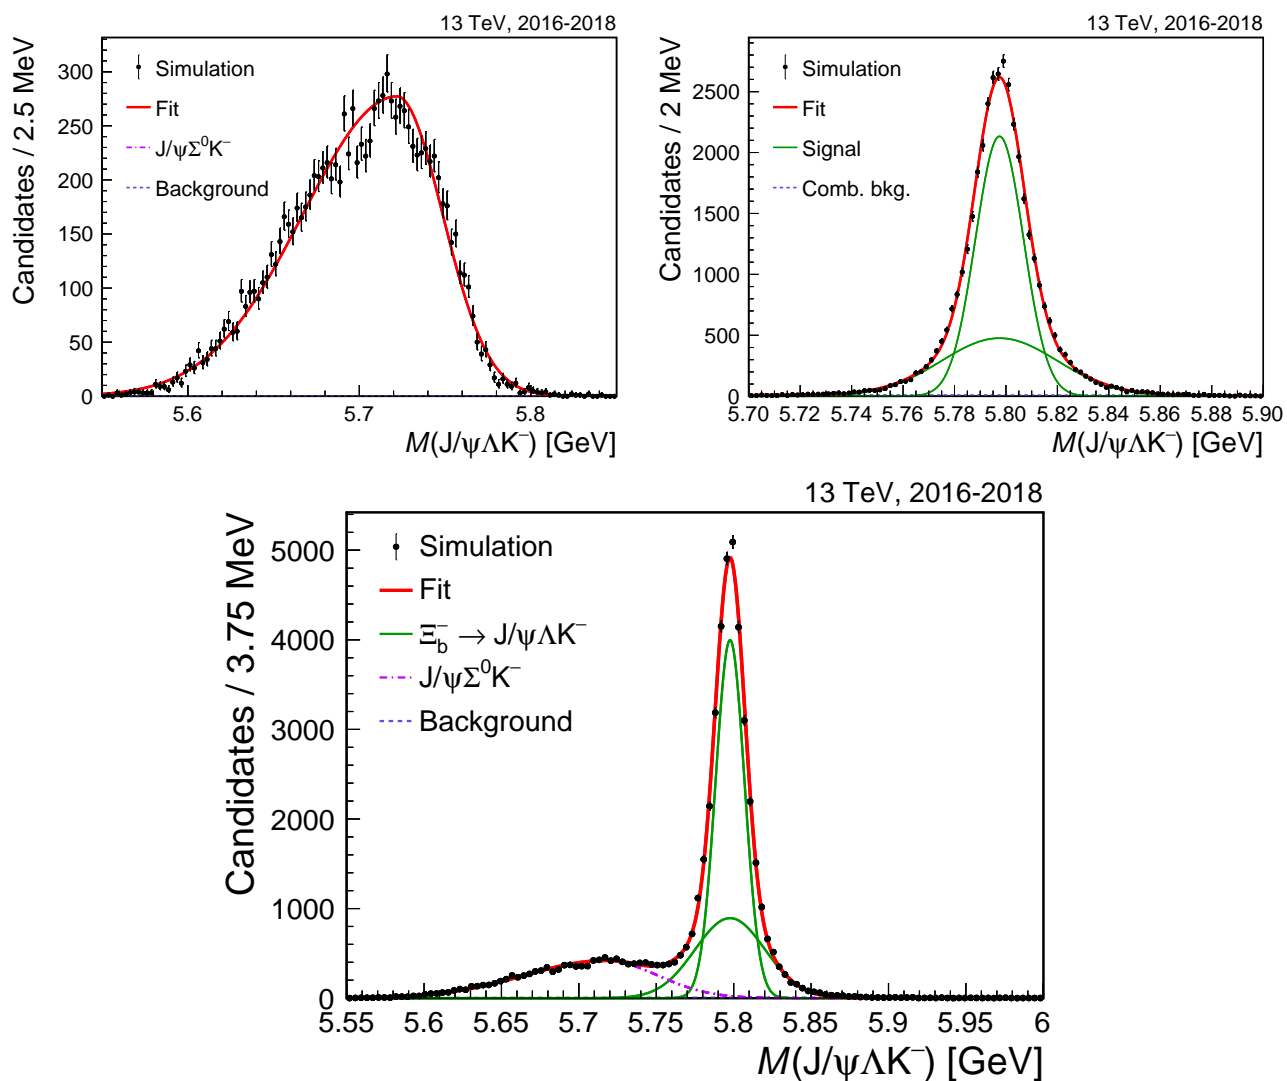 13 TeV, 2016-2018
Candidates / 2.5 MeV
300
250
200
150
100
50
0
Simulation
Fit
J/ψΣ⁰K⁻
Background
5.6
5.7
5.8
M(J/ψΛK⁻) [GeV]
13 TeV, 2016-2018
Candidates / 2 MeV
2500
2000
1500
1000
500
0
Simulation
Fit
Signal
Comb. bkg.
5.70 5.72 5.74 5.76 5.78 5.80 5.82 5.84 5.86 5.88 5.90
M(J/ψΛK⁻) [GeV]
13 TeV, 2016-2018
Candidates / 3.75 MeV
5000
4000
3000
2000
1000
0
Simulation
Fit
Ξ_b⁻ → J/ψΛK⁻
J/ψΣ⁰K⁻
Background
5.55 5.6 5.65 5.7 5.75 5.8 5.85 5.9 5.95 6
M(J/ψΛK⁻) [GeV]